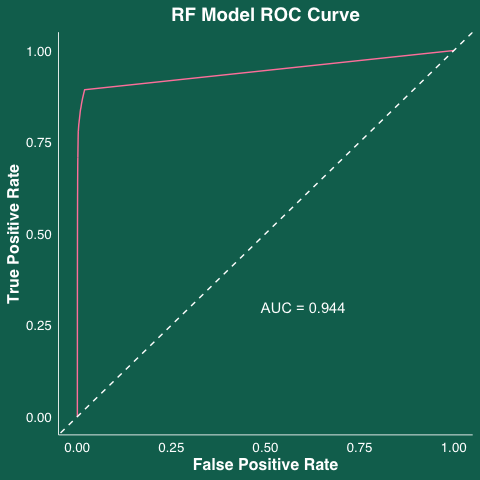 RF Model ROC Curve
True Positive Rate
1.00
0.75
0.50
0.25
0.00
AUC = 0.944
0.00 0.25 0.50 0.75 1.00
False Positive Rate